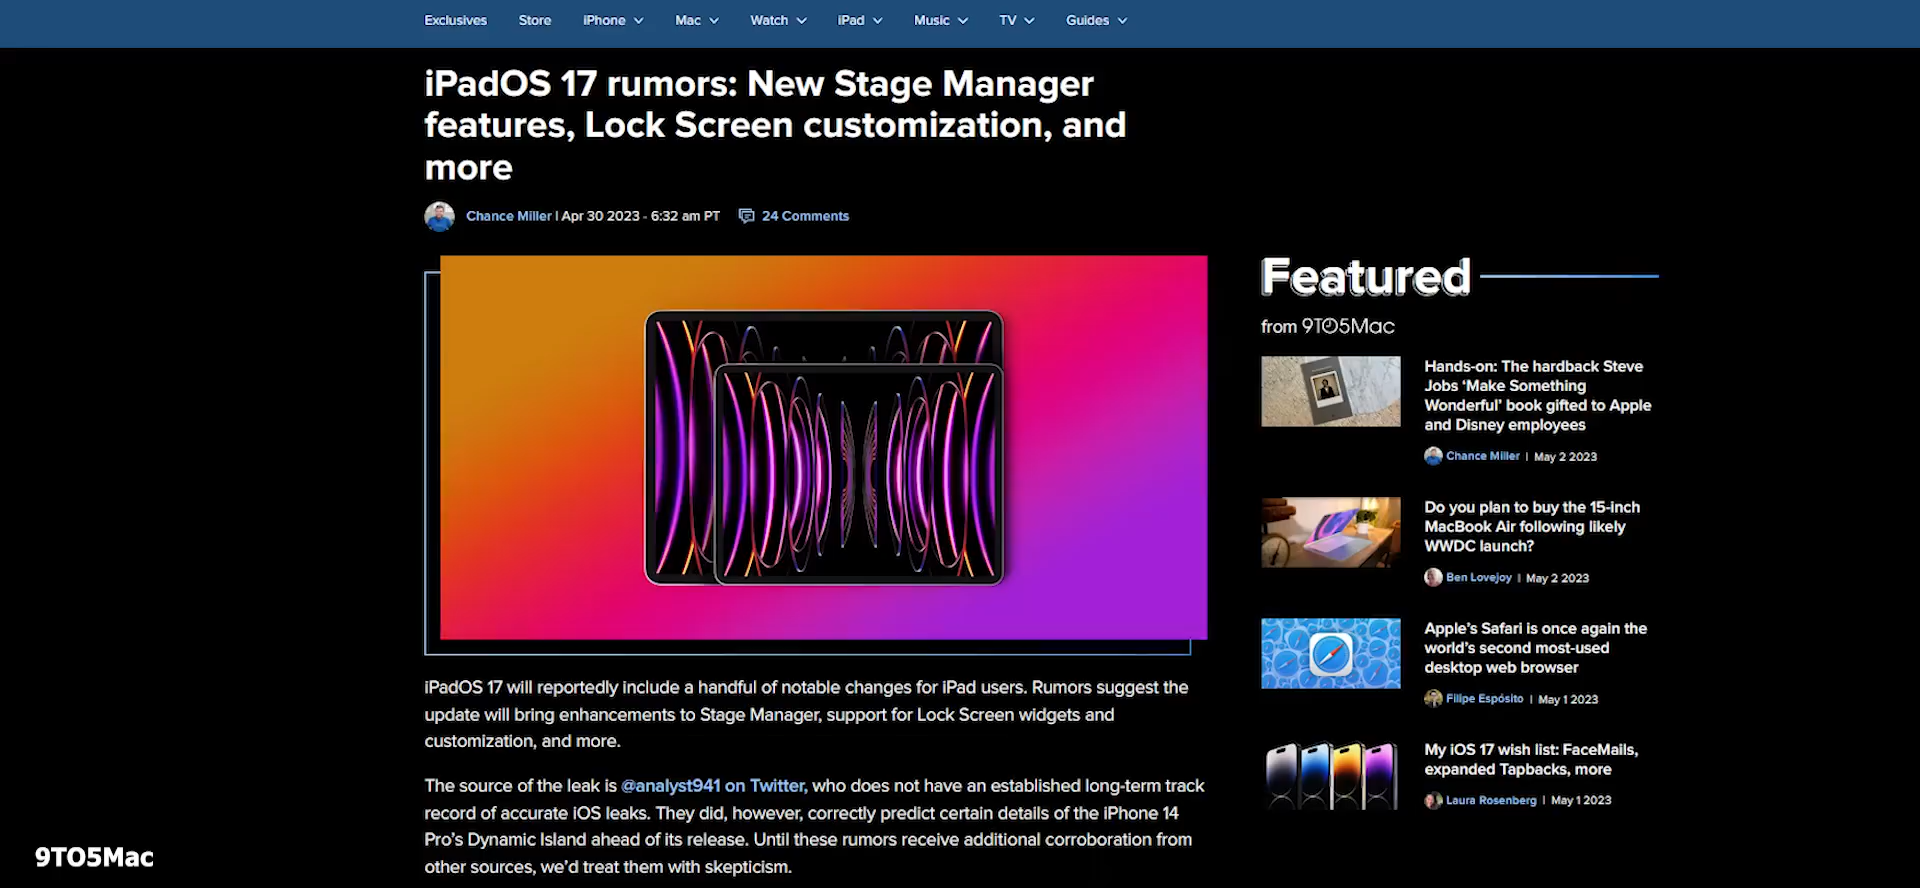 Exclusives Store iPhone Mac Watch iPad Music TV Guides
iPadOS 17 rumors: New Stage Manager
features, Lock Screen customization, and
more
Chance Miller | Apr 30 2023 - 6:32 am PT 24 Comments
iPadOS 17 will reportedly include a handful of notable changes for iPad users. Rumors suggest the
update will bring enhancements to Stage Manager, support for Lock Screen widgets and
customization, and more.
The source of the leak is @analyst941 on Twitter, who does not have an established long-term track
record of accurate iOS leaks. They did, however, correctly predict certain details of the iPhone 14
Pro’s Dynamic Island ahead of its release. Until these rumors receive additional corroboration from
other sources, we’d treat them with skepticism.
Featured
from 9TO5Mac
Hands-on: The hardback Steve
Jobs ‘Make Something
Wonderful’ book gifted to Apple
and Disney employees
Chance Miller | May 2 2023
Do you plan to buy the 15-inch
MacBook Air following likely
WWDC launch?
Ben Lovejoy | May 2 2023
Apple’s Safari is once again the
world’s second most-used
desktop web browser
Filipe Espósito | May 1 2023
My iOS 17 wish list: FaceMails,
expanded Tapbacks, more
Laura Rosenberg | May 1 2023
9TO5Mac